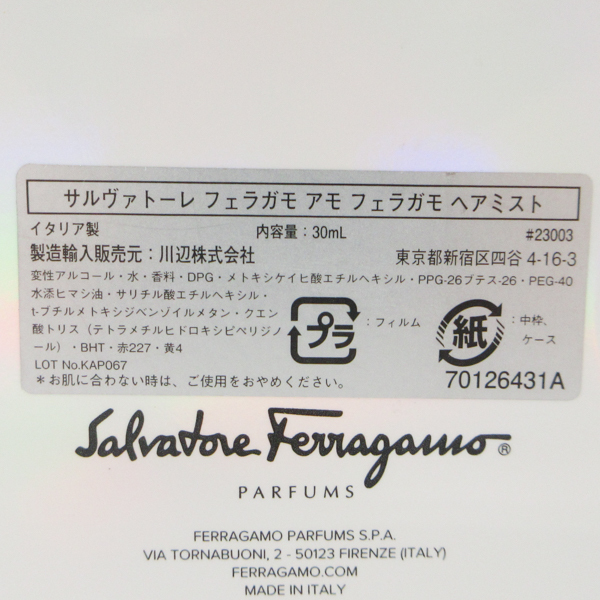 サルヴァトーレ フェラガモ アモ フェラガモ ヘアミスト
イタリア製 内容量:30mL #23003
製造輸入販売元:川辺株式会社 東京都新宿区四谷 4-16-3
変性アルコール・水・香料・DPG・メトキシケイヒ酸エチルヘキシル・PPG-26ブテス-26・PEG-40
水添ヒマシ油・サリチル酸エチルヘキシル・
t-ブチルメトキシジベンゾイルメタン・クエン
酸トリス(テトラメチルヒドロキシピペリジノ
ール)・BHT・赤227・黄4
LOT No.KAP067
*お肌に合わない時は、ご使用をおやめください。
プラ :フィルム
紙 :中枠、
ケース
70126431A
Salvatore Ferragamo ®
PARFUMS
FERRAGAMO PARFUMS S.P.A.
VIA TORNABUONI, 2 - 50123 FIRENZE (ITALY)
FERRAGAMO.COM
MADE IN ITALY